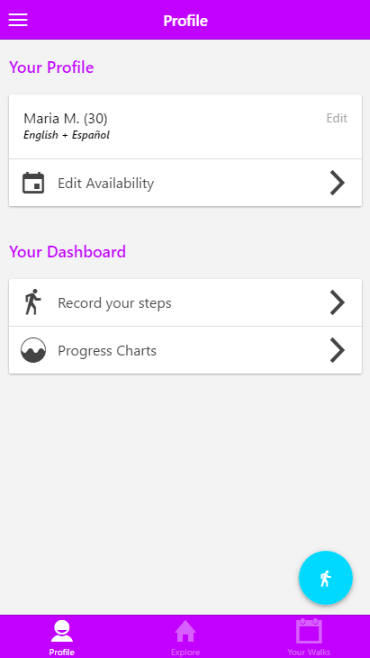 Profile
Your Profile
Maria M. (30)
Edit
English + Español
Edit Availability
Your Dashboard
Record your steps
Progress Charts
Profile
Explore
Your Walks